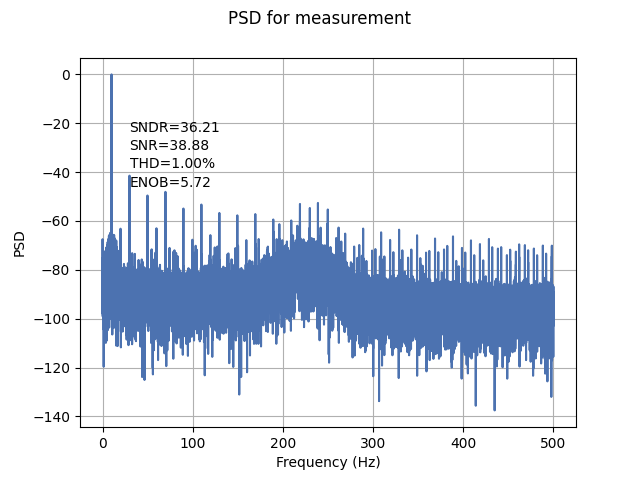 PSD for measurement
0
−20
−40
−60
−80
−100
−120
−140
PSD
SNDR=36.21
SNR=38.88
THD=1.00%
ENOB=5.72
0 100 200 300 400 500
Frequency (Hz)